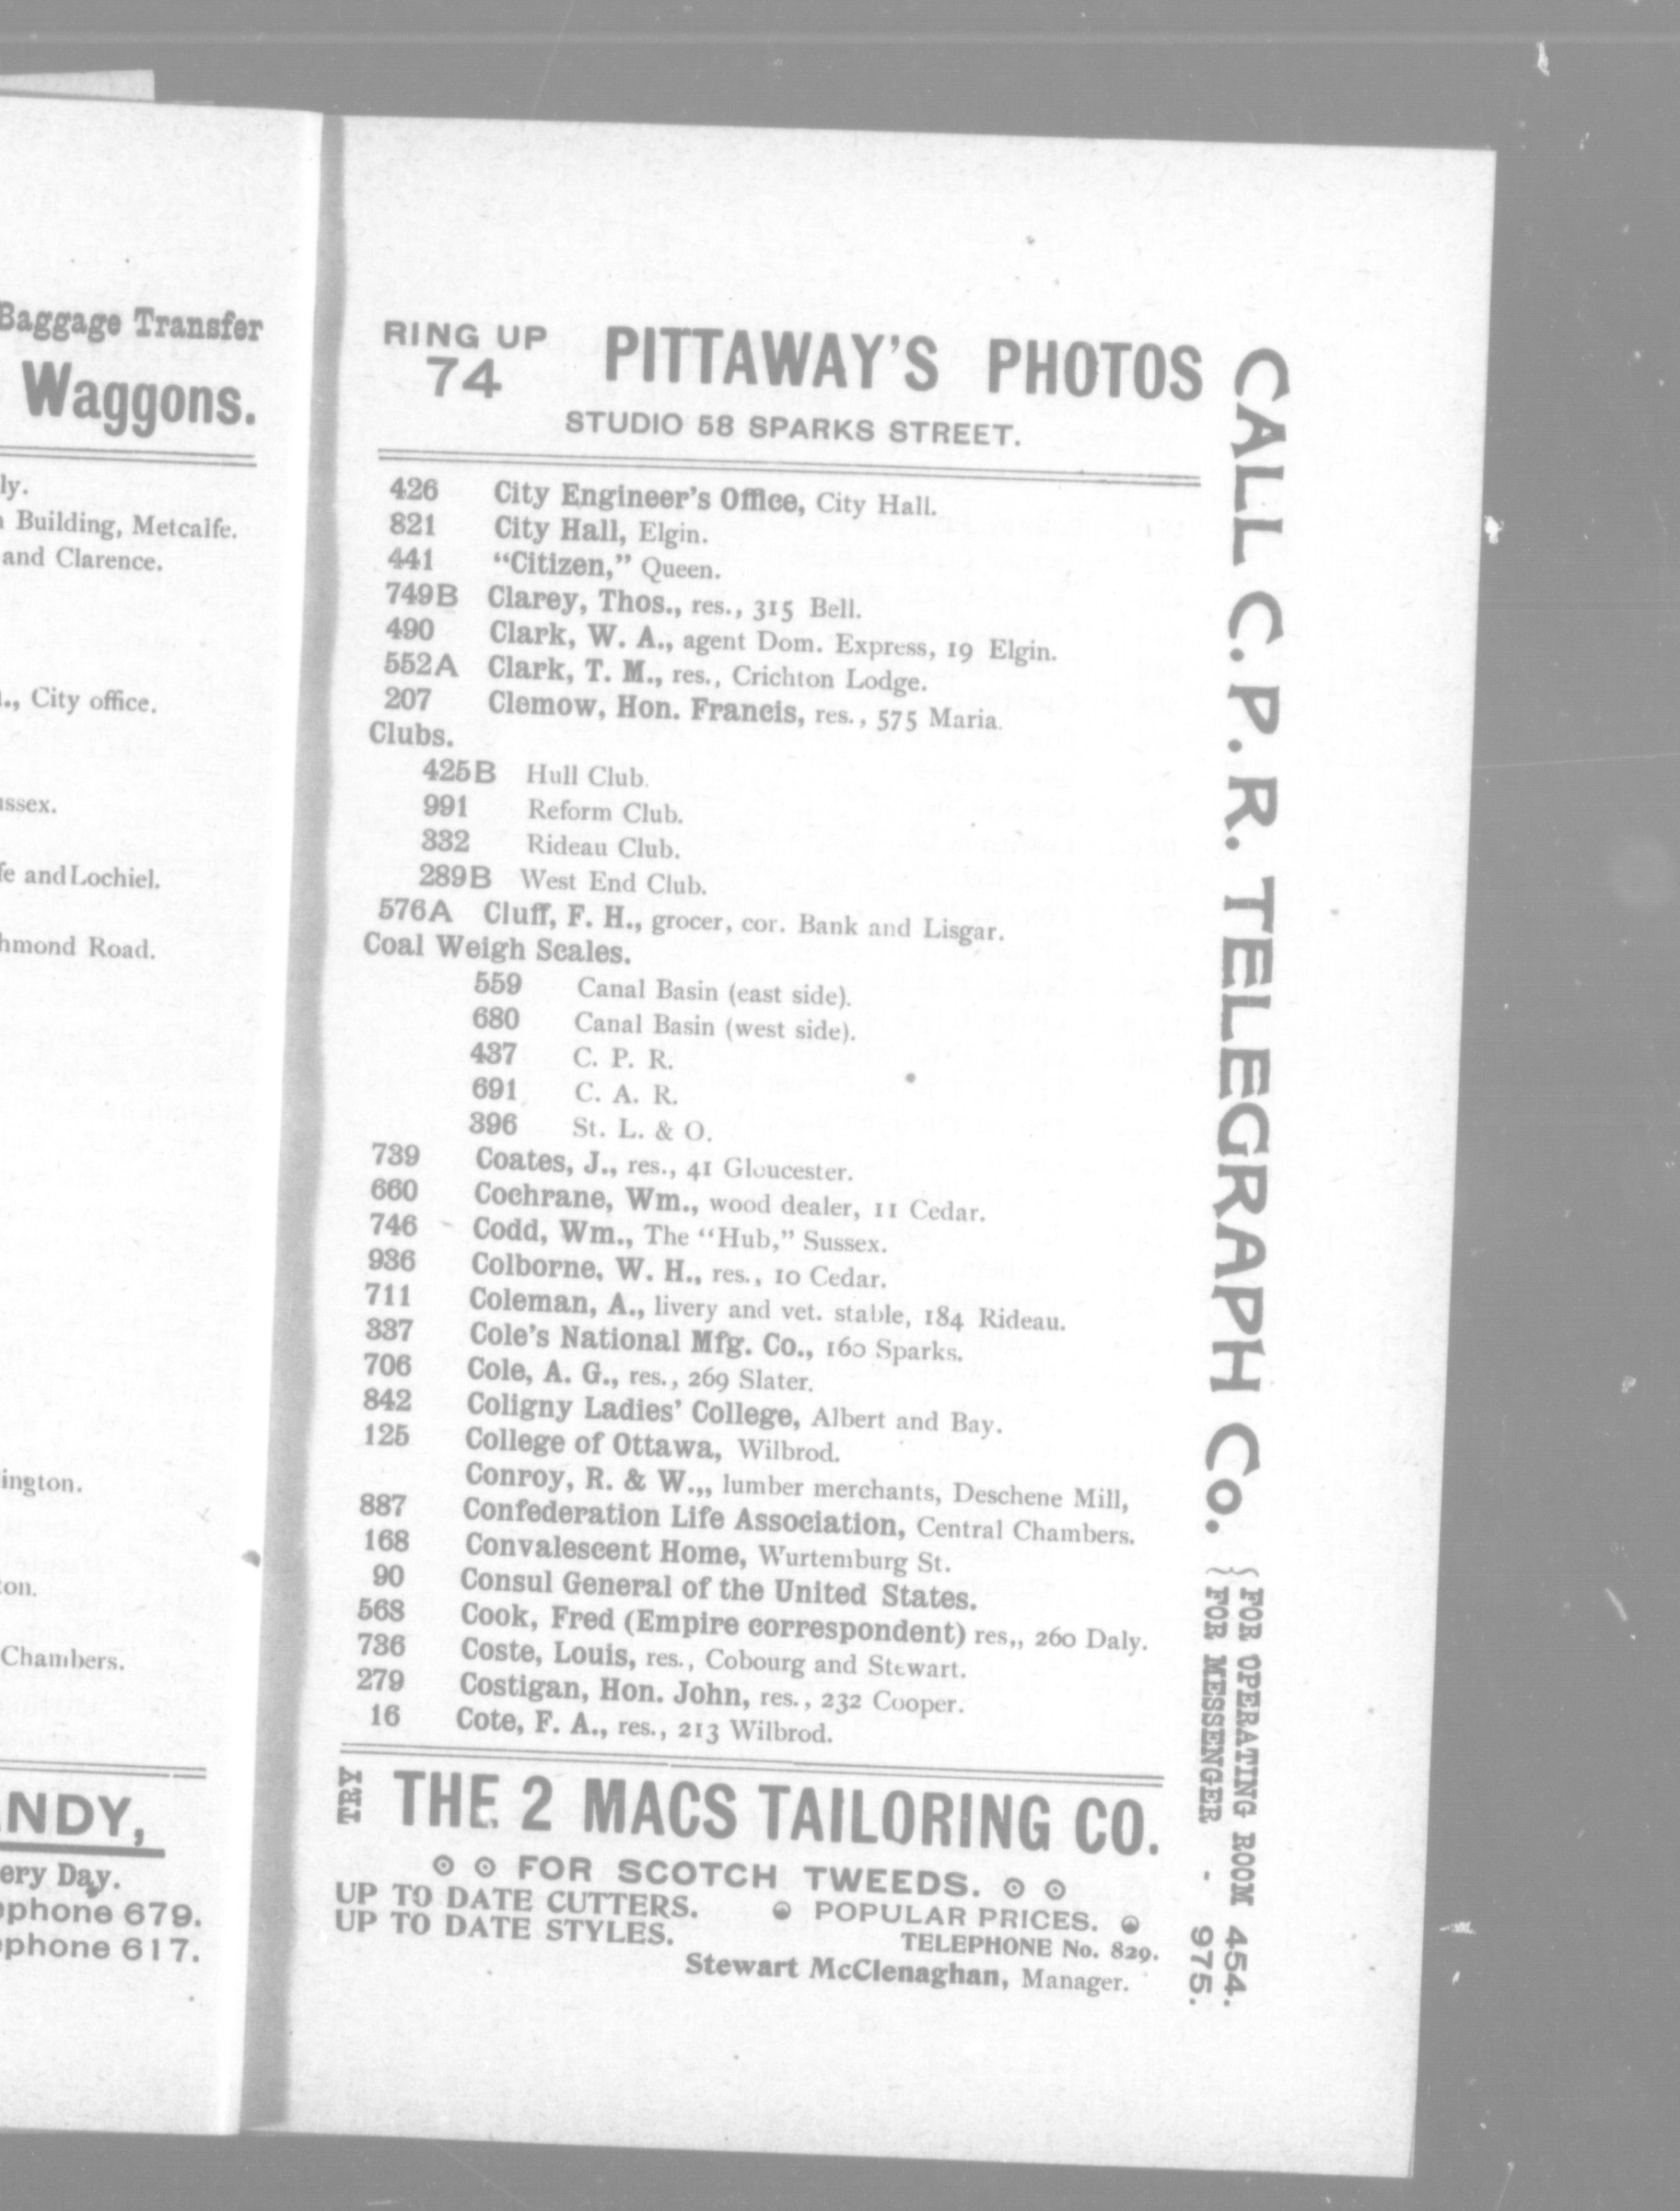 Baggage Transfer
Waggons.
ly.
Building, Metcalfe.
and Clarence.
City office.
ussex.
fe and Lochiel.
hmond Road.
ington.
ton.
Chambers.
NDY,
ery Day.
ephone 679.
ephone 617.
RING UP 74 PITTAWAY'S PHOTOS
STUDIO 58 SPARKS STREET.
426 City Engineer's Office, City Hall.
821 City Hall, Elgin.
441 "Citizen," Queen.
749B Clarey, Thos., res., 315 Bell.
490 Clark, W. A., agent Dom. Express, 19 Elgin.
552A Clark, T. M., res., Crichton Lodge.
207 Clemow, Hon. Francis, res., 575 Maria.
Clubs.
425B Hull Club.
991 Reform Club.
332 Rideau Club.
289B West End Club.
576A Cluff, F. H., grocer, cor. Bank and Lisgar.
Coal Weigh Scales.
559 Canal Basin (east side).
680 Canal Basin (west side).
437 C. P. R.
691 C. A. R.
396 St. L. & O.
739 Coates, J., res., 41 Gloucester.
660 Cochrane, Wm., wood dealer, 11 Cedar.
746 Codd, Wm., The "Hub," Sussex.
936 Colborne, W. H., res., 10 Cedar.
711 Coleman, A., livery and vet. stable, 184 Rideau.
337 Cole's National Mfg. Co., 160 Sparks.
706 Cole, A. G., res., 269 Slater.
842 Coligny Ladies' College, Albert and Bay.
125 College of Ottawa, Wilbrod.
Conroy, R. & W.,, lumber merchants, Deschene Mill,
887 Confederation Life Association, Central Chambers.
168 Convalescent Home, Wurtemburg St.
90 Consul General of the United States.
568 Cook, Fred (Empire correspondent) res,, 260 Daly.
736 Coste, Louis, res., Cobourg and Stewart.
279 Costigan, Hon. John, res., 232 Cooper.
16 Cote, F. A., res., 213 Wilbrod.
TRY THE 2 MACS TAILORING CO.
FOR SCOTCH TWEEDS.
UP TO DATE CUTTERS. POPULAR PRICES.
UP TO DATE STYLES. TELEPHONE No. 829.
Stewart McClenaghan, Manager.
CALL C. P. R. TELEGRAPH Co.
{ FOR OPERATING ROOM 454.
{ FOR MESSENGER - 975.